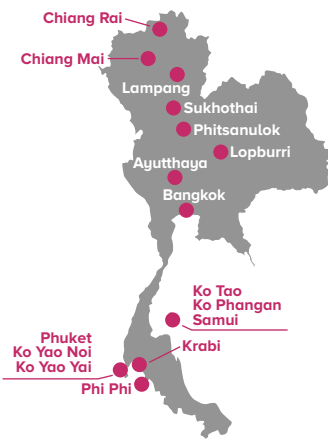 Chiang Rai
Chiang Mai
Lampang
Sukhothai
Phitsanulok
Lopburri
Ayutthaya
Bangkok
Ko Tao
Ko Phangan
Samui
Phuket
Ko Yao Noi
Ko Yao Yai
Krabi
Phi Phi